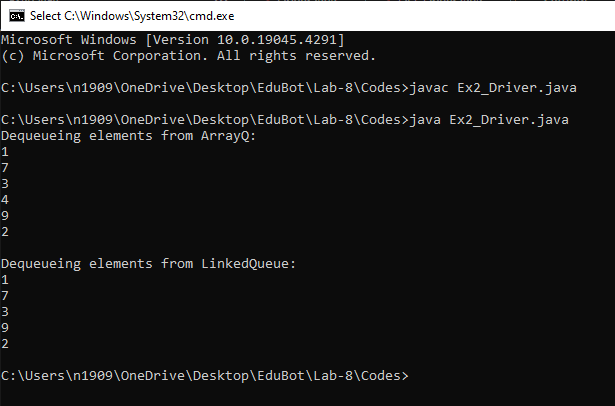 Select C:\Windows\System32\cmd.exe
Microsoft Windows [Version 10.0.19045.4291]
(c) Microsoft Corporation. All rights reserved.
C:\Users\n1909\OneDrive\Desktop\EduBot\Lab-8\Codes>javac Ex2_Driver.java
C:\Users\n1909\OneDrive\Desktop\EduBot\Lab-8\Codes>java Ex2_Driver.java
Dequeueing elements from ArrayQ:
1
7
3
4
9
2
Dequeueing elements from LinkedQueue:
1
7
3
9
2
C:\Users\n1909\OneDrive\Desktop\EduBot\Lab-8\Codes>